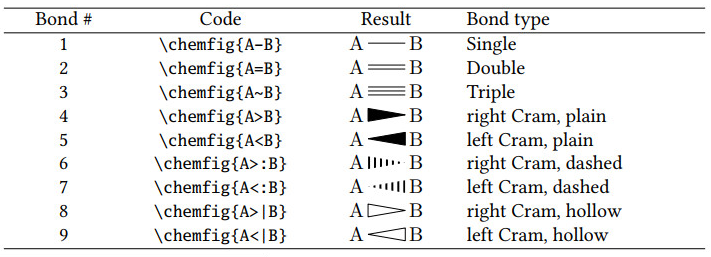 Bond # Code Result Bond type
1 \chemfig{A-B} A B Single
2 \chemfig{A=B} A B Double
3 \chemfig{A~B} A B Triple
4 \chemfig{A>B} A B right Cram, plain
5 \chemfig{A<B} A B left Cram, plain
6 \chemfig{A>:B} A B right Cram, dashed
7 \chemfig{A<:B} A B left Cram, dashed
8 \chemfig{A>|B} A B right Cram, hollow
9 \chemfig{A<|B} A B left Cram, hollow